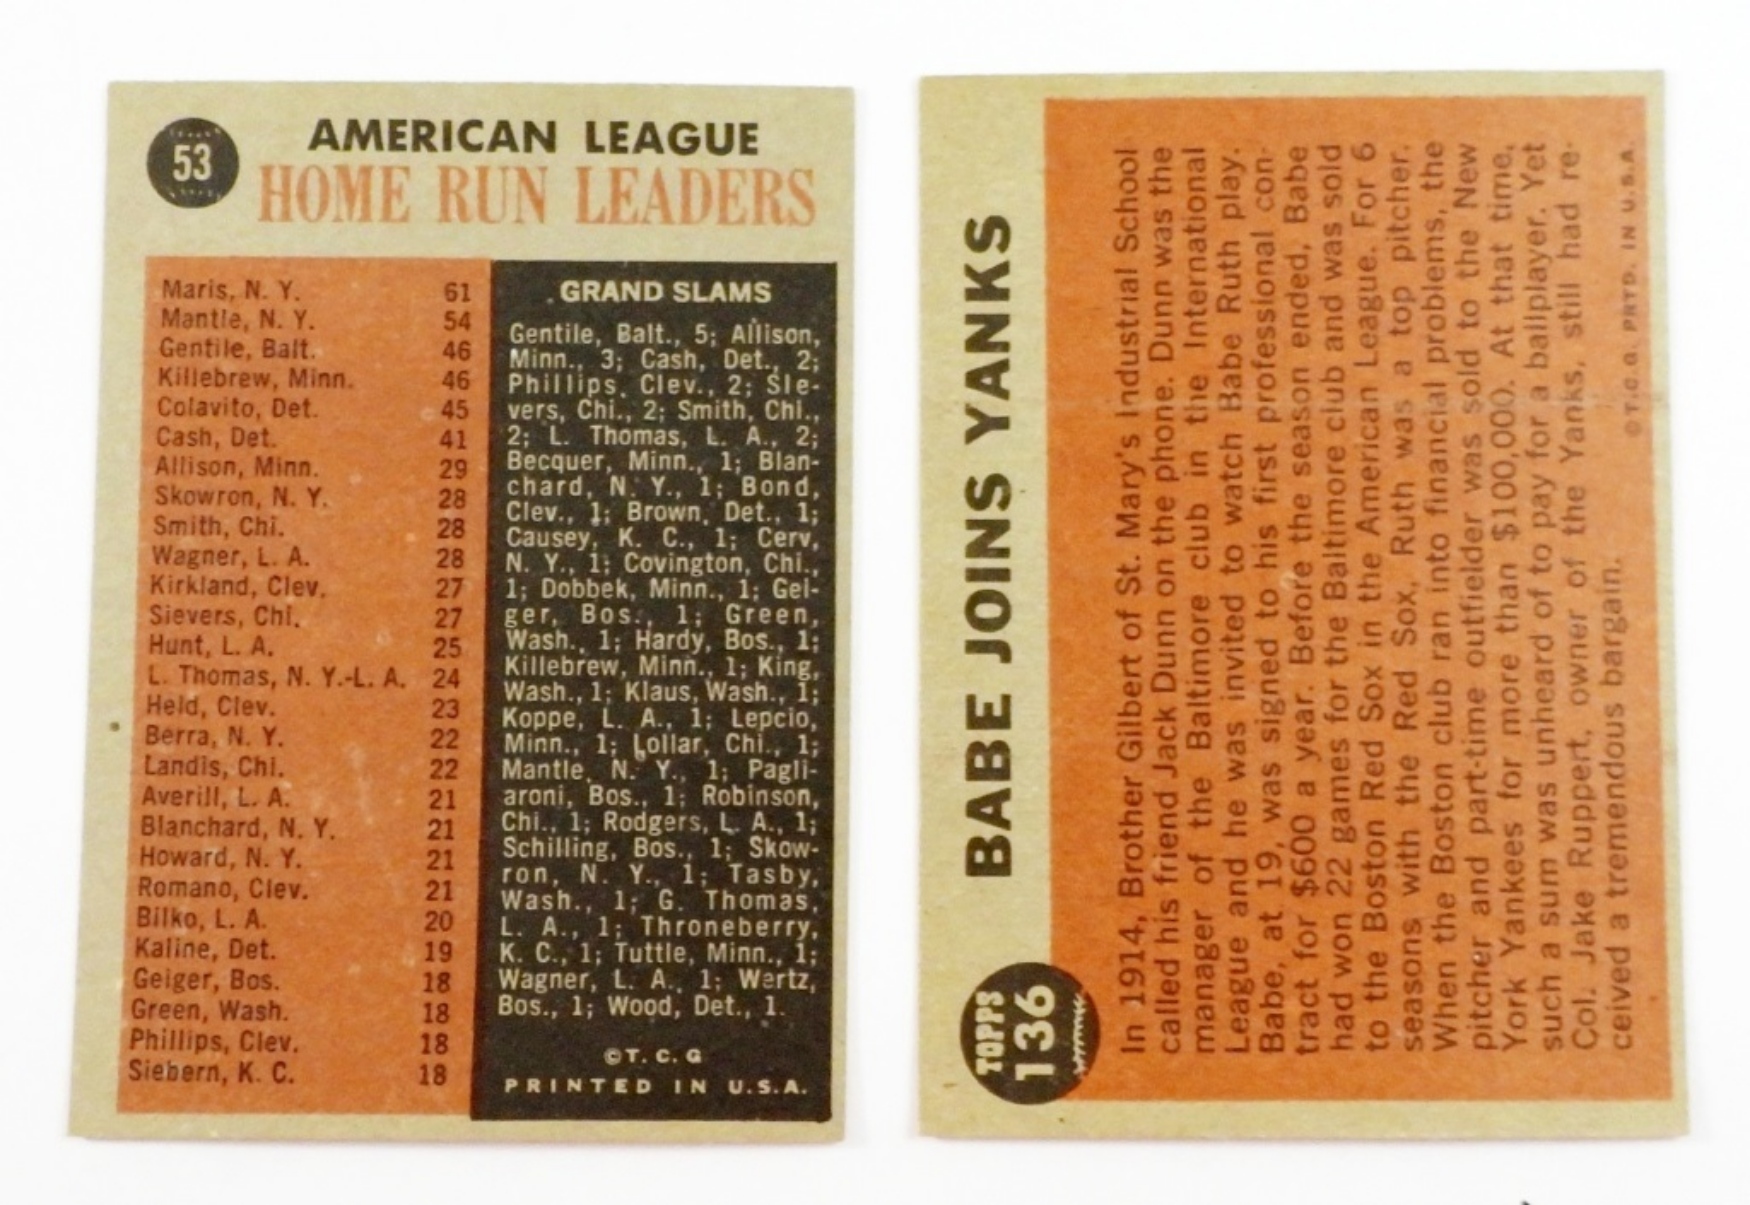 53
AMERICAN LEAGUE
HOME RUN LEADERS
Maris, N. Y. 61
Mantle, N. Y. 54
Gentile, Balt. 46
Killebrew, Minn. 46
Colavito, Det. 45
Cash, Det. 41
Allison, Minn. 29
Skowron, N. Y. 28
Smith, Chi. 28
Wagner, L. A. 28
Kirkland, Clev. 27
Sievers, Chi. 27
Hunt, L. A. 25
L. Thomas, N. Y.-L. A. 24
Held, Clev. 23
Berra, N. Y. 22
Landis, Chi. 22
Averill, L. A. 21
Blanchard, N. Y. 21
Howard, N. Y. 21
Romano, Clev. 21
Bilko, L. A. 20
Kaline, Det. 19
Geiger, Bos. 18
Green, Wash. 18
Phillips, Clev. 18
Siebern, K. C. 18
GRAND SLAMS
Gentile, Balt., 5; Allison,
Minn., 3; Cash, Det., 2;
Phillips, Clev., 2; Sie-
vers, Chi., 2; Smith, Chi.,
2; L. Thomas, L. A., 2;
Becquer, Minn., 1; Blan-
chard, N. Y., 1; Bond,
Clev., 1; Brown, Det., 1;
Causey, K. C., 1; Cerv,
N. Y., 1; Covington, Chi.,
1; Dobbek, Minn., 1; Gei-
ger, Bos., 1; Green,
Wash., 1; Hardy, Bos., 1;
Killebrew, Minn., 1; King,
Wash., 1; Klaus, Wash., 1;
Koppe, L. A., 1; Lepcio,
Minn., 1; Lollar, Chi., 1;
Mantle, N. Y., 1; Pagli-
aroni, Bos., 1; Robinson,
Chi., 1; Rodgers, L. A., 1;
Schilling, Bos., 1; Skow-
ron, N. Y., 1; Tasby,
Wash., 1; G. Thomas,
L. A., 1; Throneberry,
K. C., 1; Tuttle, Minn., 1;
Wagner, L. A., 1; Wertz,
Bos., 1; Wood, Det., 1.
©T. C. G
PRINTED IN U.S.A.
TOPPS
136
BABE JOINS YANKS
In 1914, Brother Gilbert of St. Mary's Industrial School
called his friend Jack Dunn on the phone. Dunn was the
manager of the Baltimore club in the International
League and he was invited to watch Babe Ruth play.
Babe, at 19, was signed to his first professional con-
tract for $600 a year. Before the season ended, Babe
had won 22 games for the Baltimore club and was sold
to the Boston Red Sox in the American League. For 6
seasons with the Red Sox, Ruth was a top pitcher.
When the Boston club ran into financial problems, the
pitcher and part-time outfielder was sold to the New
York Yankees for more than $100,000. At that time,
such a sum was unheard of to pay for a ballplayer. Yet
Col. Jake Ruppert, owner of the Yanks, still had re-
ceived a tremendous bargain.
©T.C.G. PRTD. IN U.S.A.